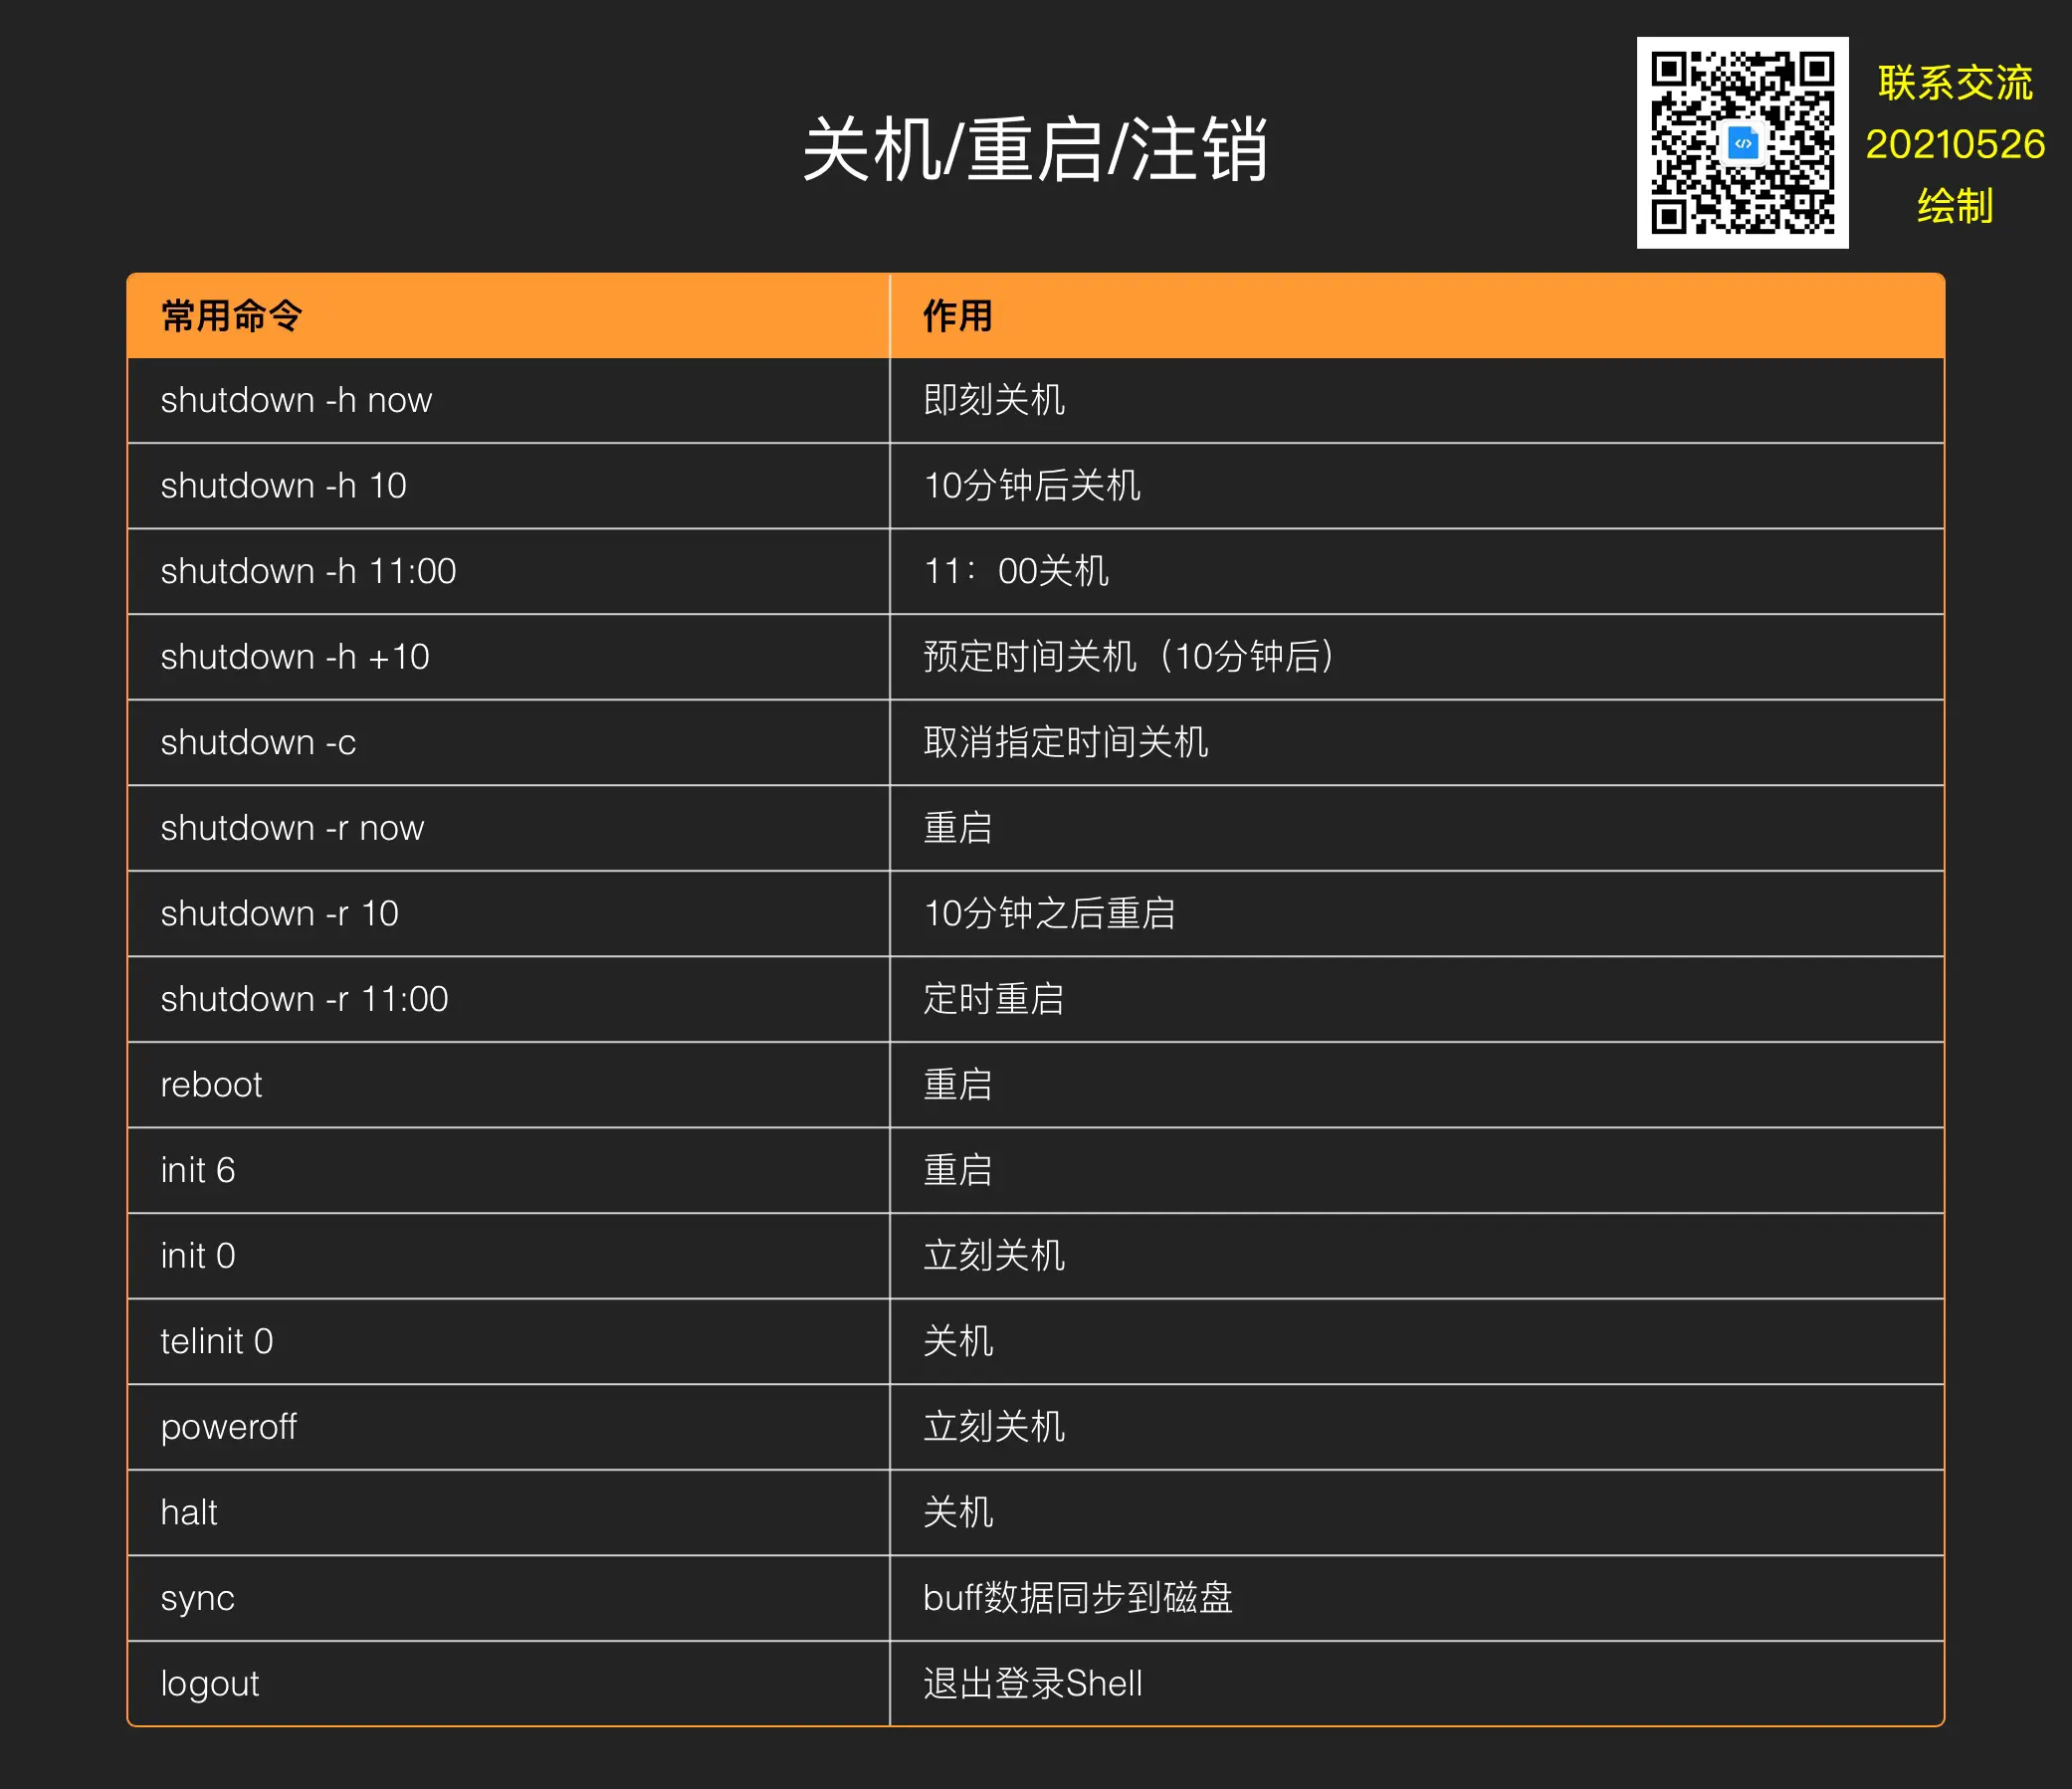 关机/重启/注销
联系交流
20210526
绘制
常用命令 作用
shutdown -h now 即刻关机
shutdown -h 10 10分钟后关机
shutdown -h 11:00 11：00关机
shutdown -h +10 预定时间关机（10分钟后）
shutdown -c 取消指定时间关机
shutdown -r now 重启
shutdown -r 10 10分钟之后重启
shutdown -r 11:00 定时重启
reboot 重启
init 6 重启
init 0 立刻关机
telinit 0 关机
poweroff 立刻关机
halt 关机
sync buff数据同步到磁盘
logout 退出登录Shell